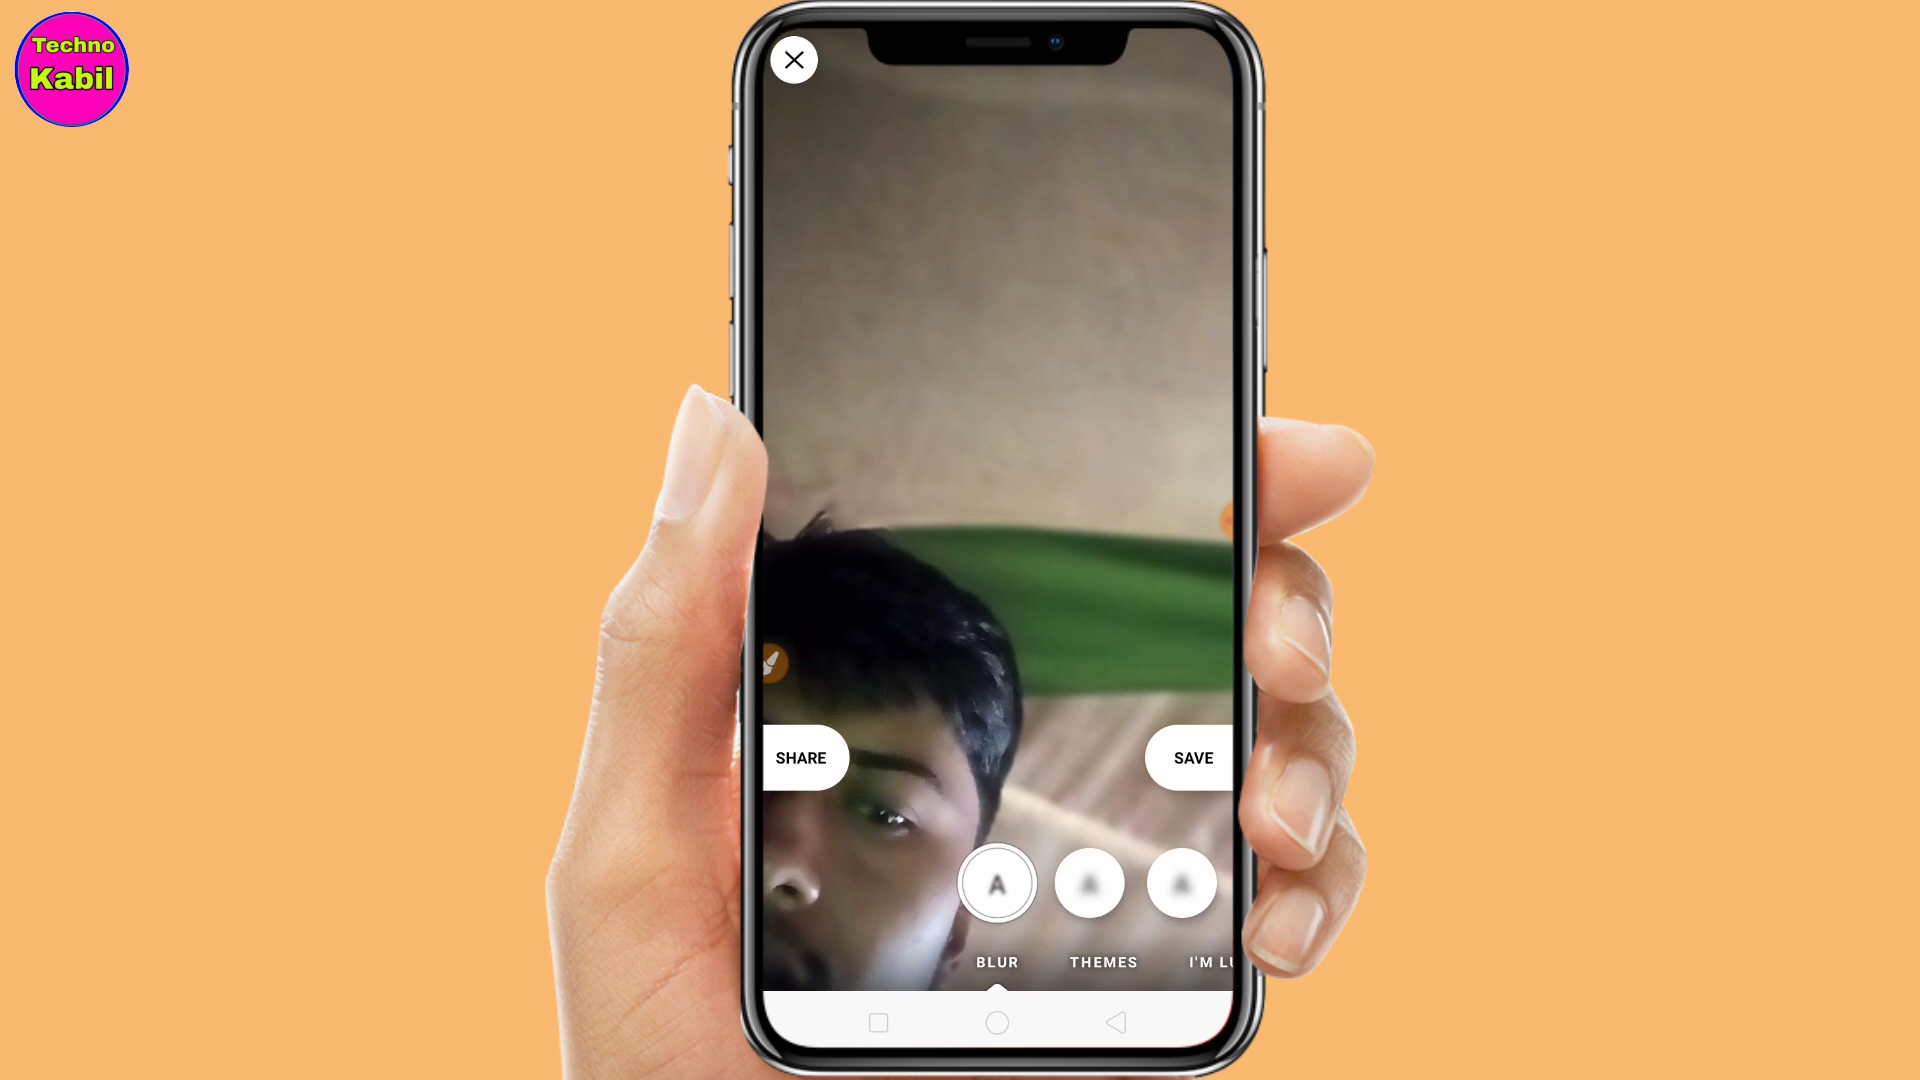 Techno
Kabil
SHARE
SAVE
A
A
A
BLUR
THEMES
I'M